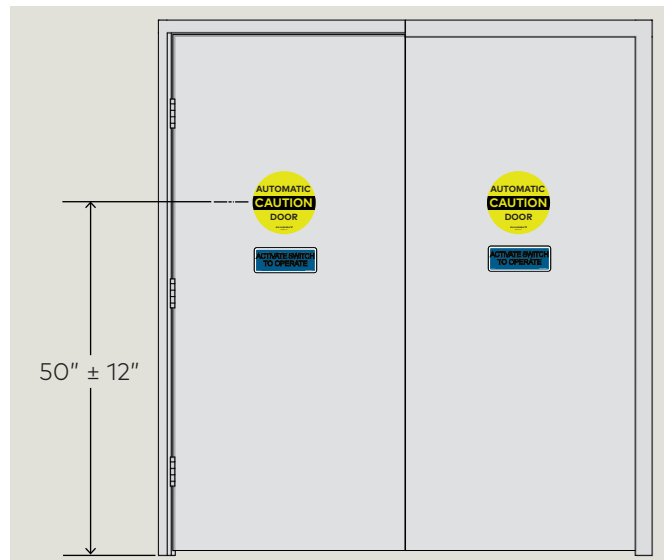 AUTOMATIC
CAUTION
DOOR
ACTIVATE SWITCH
TO OPERATE
AUTOMATIC
CAUTION
DOOR
ACTIVATE SWITCH
TO OPERATE
50" ± 12"